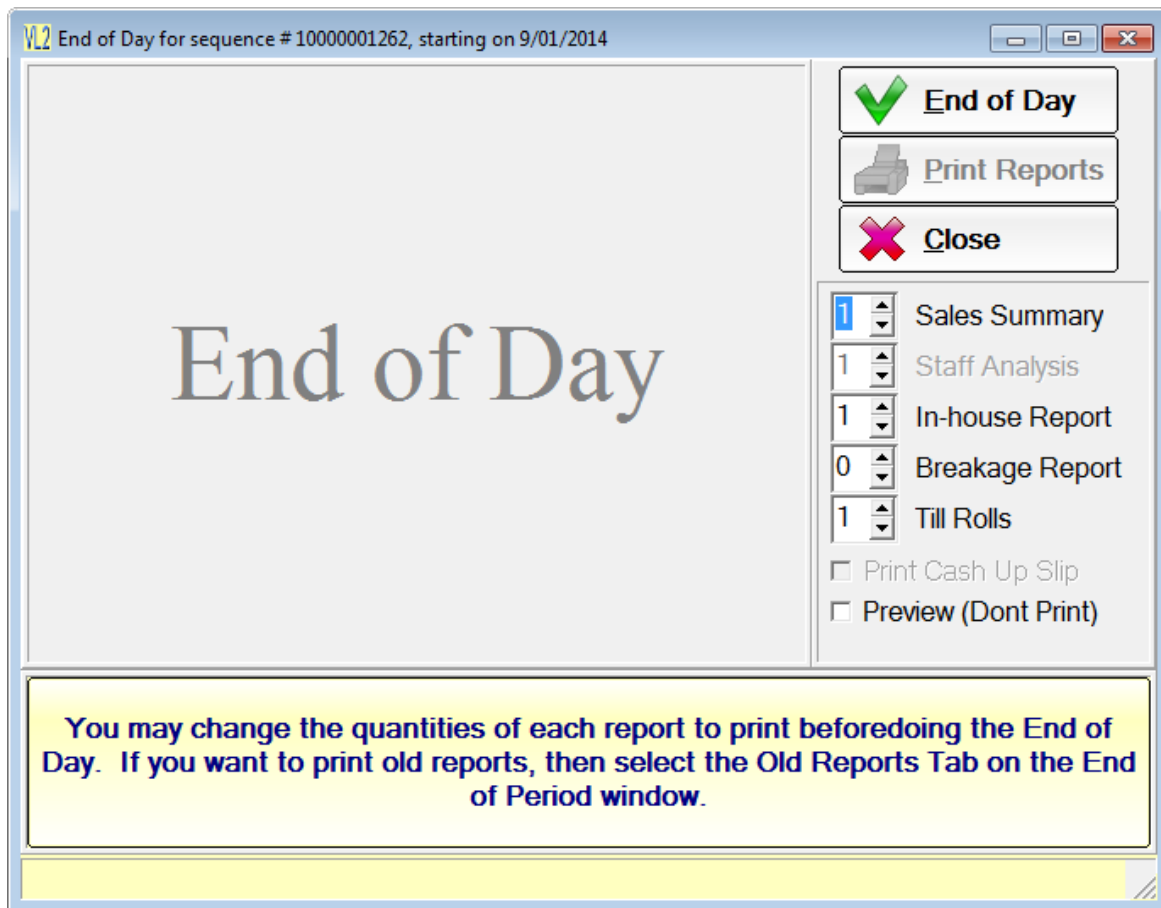 VL2 End of Day for sequence # 10000001262, starting on 9/01/2014
End of Day
End of Day
Print Reports
Close
1 Sales Summary
1 Staff Analysis
1 In-house Report
0 Breakage Report
1 Till Rolls
Print Cash Up Slip
Preview (Dont Print)
You may change the quantities of each report to print beforedoing the End of
Day.  If you want to print old reports, then select the Old Reports Tab on the End
of Period window.